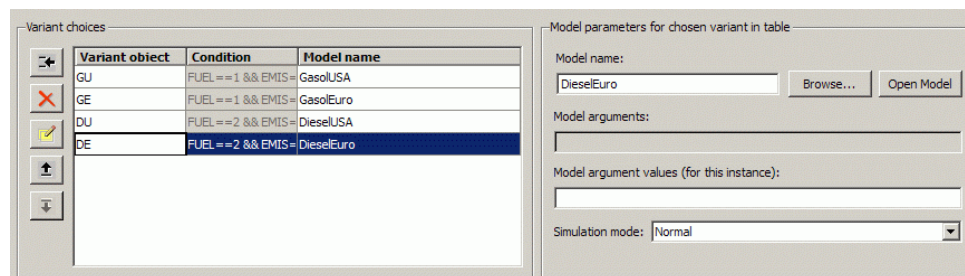 Variant choices
Variant object Condition Model name
GU FUEL==1 && EMIS= GasolUSA
GE FUEL==1 && EMIS= GasolEuro
DU FUEL==2 && EMIS= DieselUSA
DE FUEL==2 && EMIS= DieselEuro
Model parameters for chosen variant in table
Model name:
DieselEuro Browse... Open Model
Model arguments:
Model argument values (for this instance):
Simulation mode: Normal